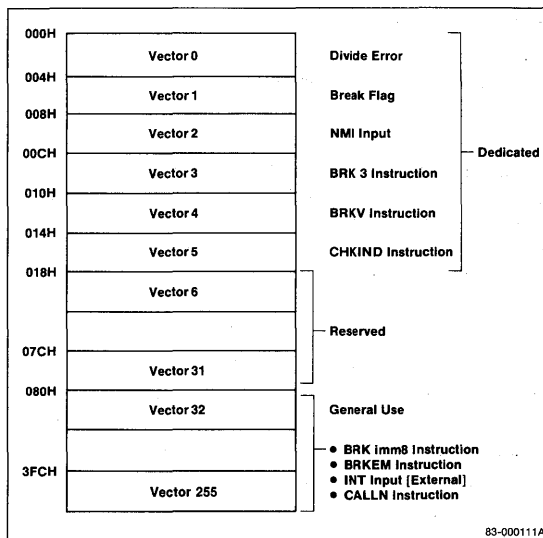 000H
Vector 0 Divide Error
004H
Vector 1 Break Flag
008H
Vector 2 NMI Input
Dedicated
00CH
Vector 3 BRK 3 Instruction
010H
Vector 4 BRKV Instruction
014H
Vector 5 CHKIND Instruction
018H
Vector 6
Reserved
07CH
Vector 31
080H
Vector 32 General Use
• BRK imm8 Instruction
• BRKEM Instruction
3FCH
• INT Input [External]
Vector 255 • CALLN Instruction
83-000111A